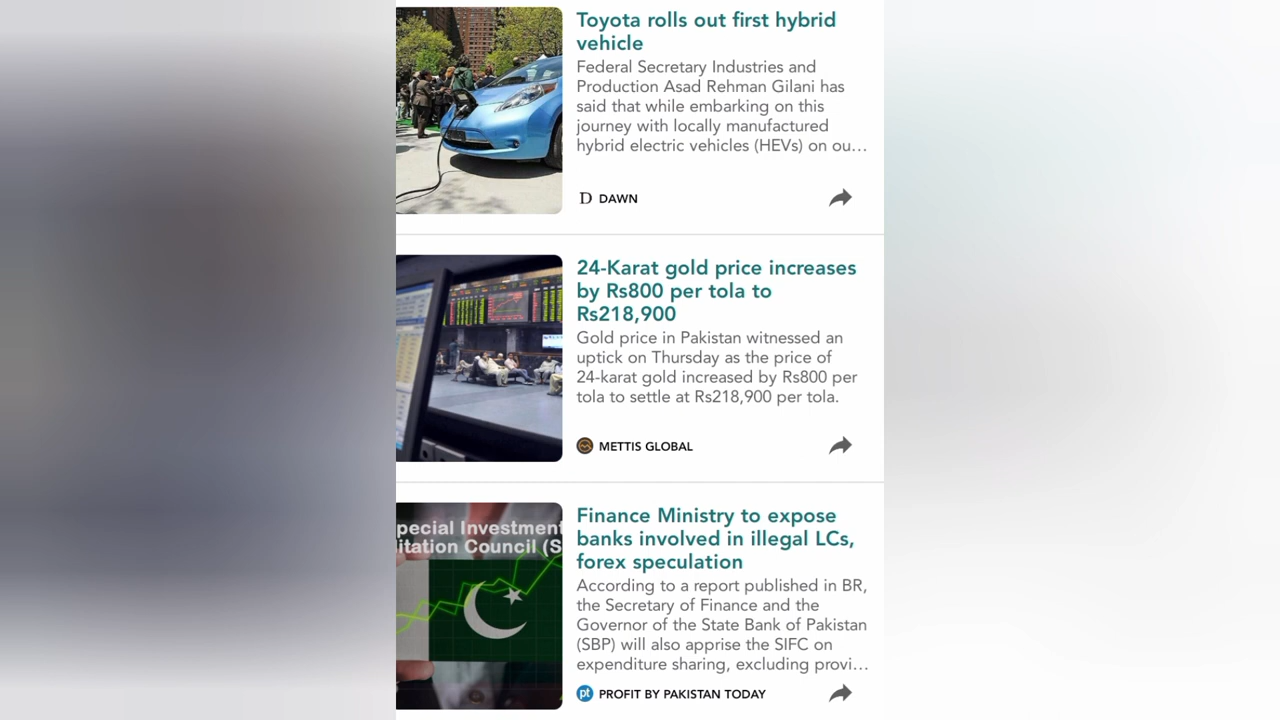 Toyota rolls out first hybrid
vehicle
Federal Secretary Industries and
Production Asad Rehman Gilani has
said that while embarking on this
journey with locally manufactured
hybrid electric vehicles (HEVs) on ou…
D DAWN
24-Karat gold price increases
by Rs800 per tola to
Rs218,900
Gold price in Pakistan witnessed an
uptick on Thursday as the price of
24-karat gold increased by Rs800 per
tola to settle at Rs218,900 per tola.
METTIS GLOBAL
pecial Investment
litation Council (S
Finance Ministry to expose
banks involved in illegal LCs,
forex speculation
According to a report published in BR,
the Secretary of Finance and the
Governor of the State Bank of Pakistan
(SBP) will also apprise the SIFC on
expenditure sharing, excluding provi…
pt PROFIT BY PAKISTAN TODAY